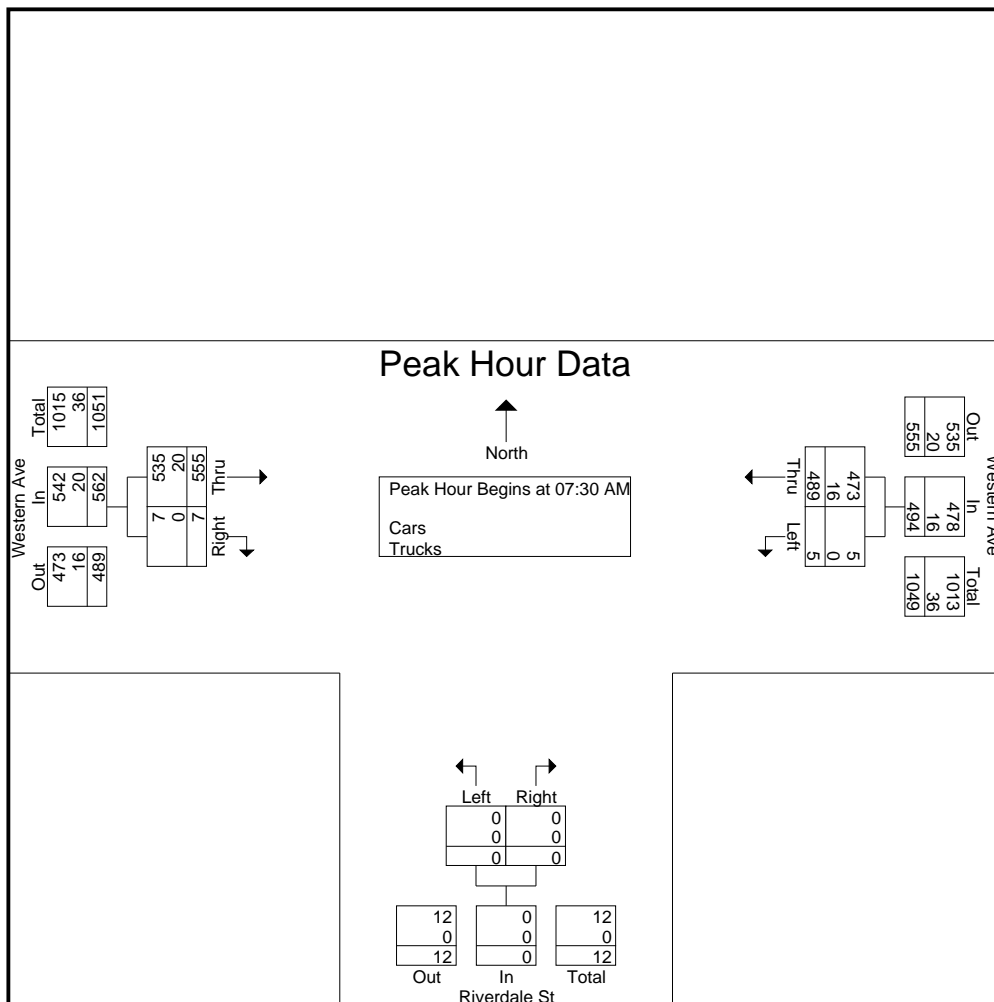 Peak Hour Data
North
Peak Hour Begins at 07:30 AM
Cars
Trucks
Western Ave
Total
1015
36
1051
In
542
20
562
Out
473
16
489
535
20
555
Thru
7
0
7
Right
Western Ave
Out
535
20
555
In
478
16
494
Total
1013
36
1049
Thru
473
16
489
Left
5
0
5
Left Right
0 0
0 0
0 0
12 0 12
0 0 0
12 0 12
Out In Total
Riverdale St